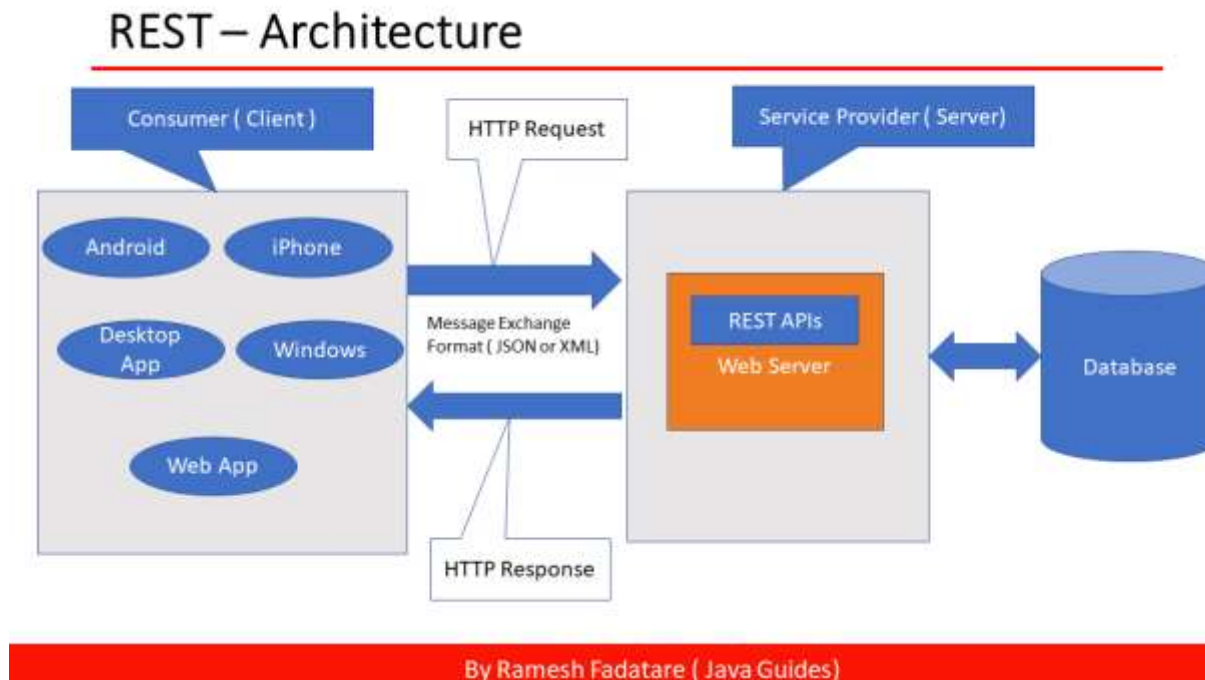 REST – Architecture
Consumer ( Client )
HTTP Request
Service Provider ( Server)
Android
iPhone
Desktop
App
Windows
Web App
Message Exchange
Format ( JSON or XML)
HTTP Response
REST APIs
Web Server
Database
By Ramesh Fadatare ( Java Guides)